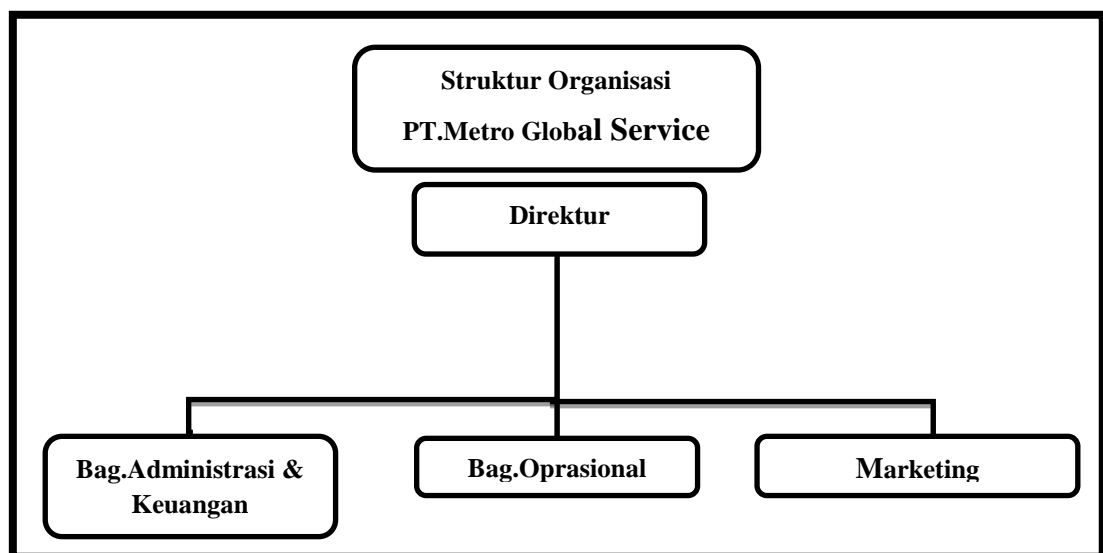 Struktur Organisasi
PT.Metro Global Service
Direktur
Bag.Administrasi &
Keuangan
Bag.Oprasional
Marketing